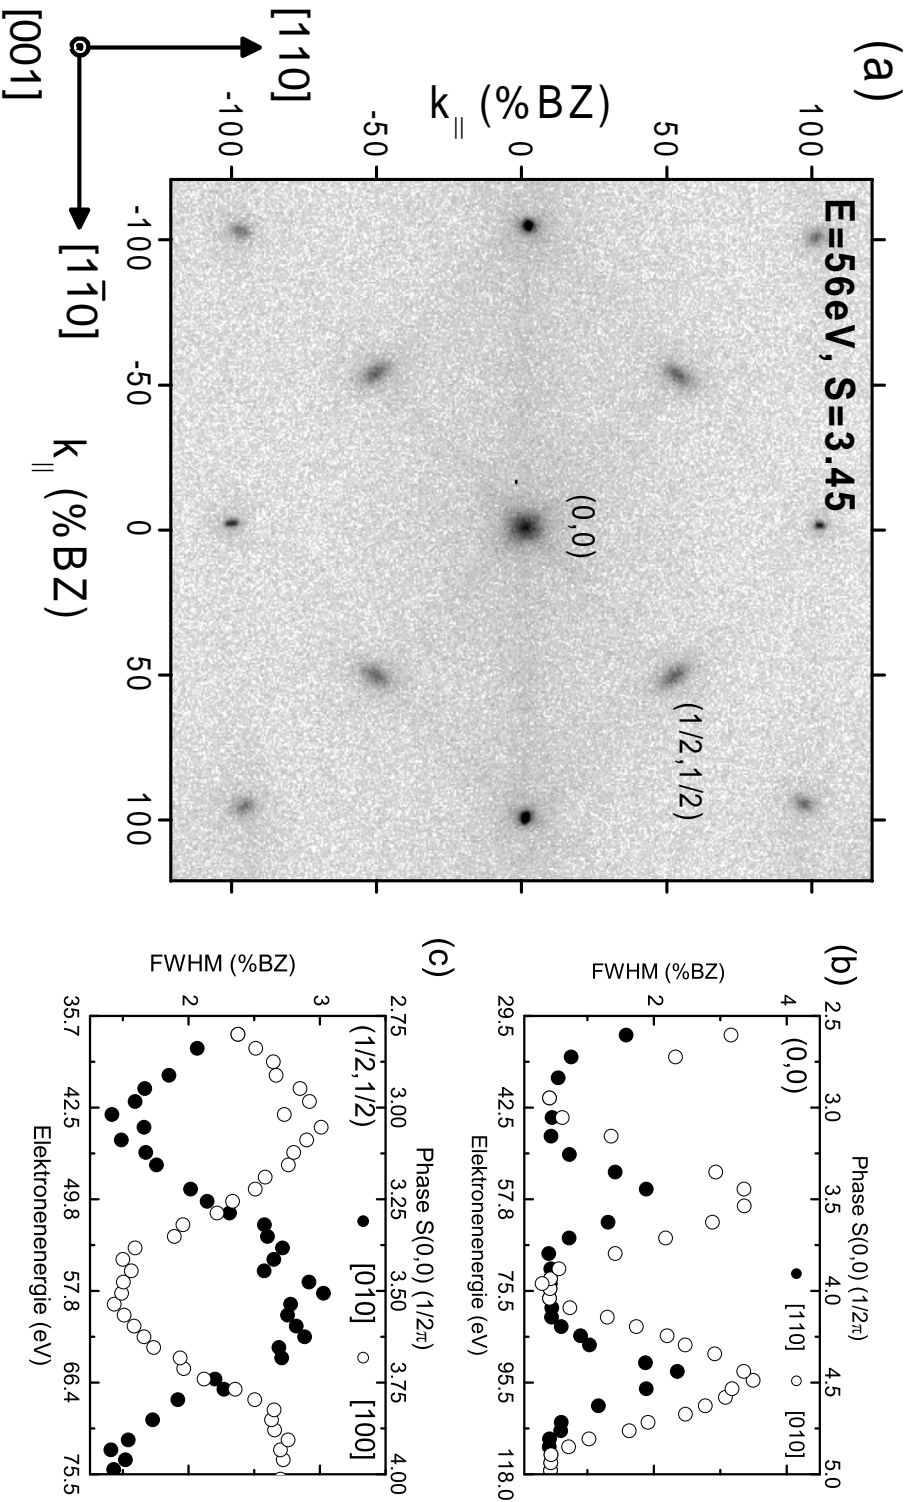 (a)
E=56eV, S=3.45
(0,0)
(1/2,1/2)
k|| (%BZ)
100
50
0
-50
-100
-100
-50
0
50
100
k|| (%BZ)
[110]
[001]
[11̅0]
(b)
Phase S(0,0) (1/2π)
2.5 3.0 3.5 4.0 4.5 5.0
(0,0)
● [110] ○ [010]
FWHM (%BZ)
4
2
29.5 42.5 57.8 75.5 95.5 118.0
Elektronenenergie (eV)
(c)
Phase S(0,0) (1/2π)
2.75 3.00 3.25 3.50 3.75 4.00
(1/2,1/2)
● [010] ○ [100]
FWHM (%BZ)
3
2
35.7 42.5 49.8 57.8 66.4 75.5
Elektronenenergie (eV)